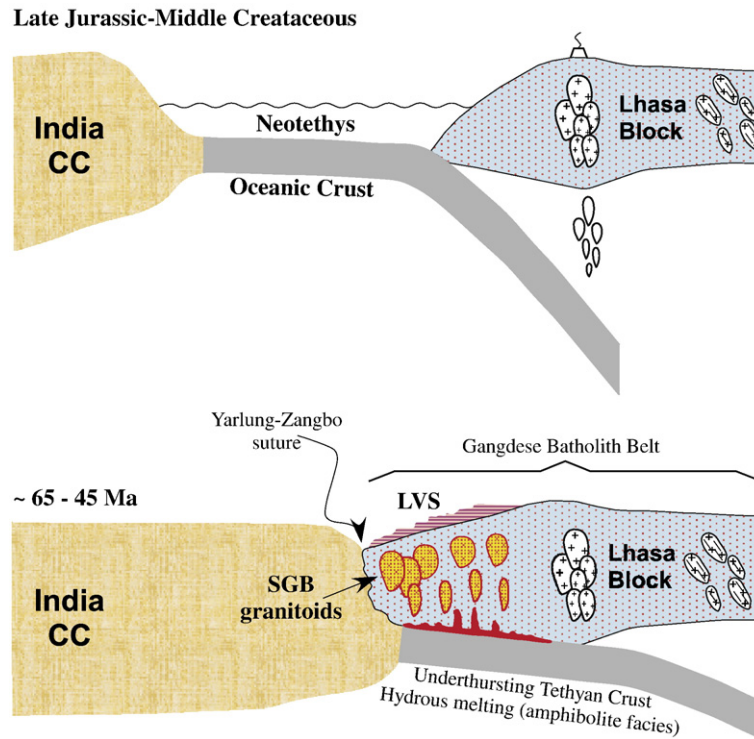 Late Jurassic-Middle Creataceous
India
CC
Neotethys
Oceanic Crust
Lhasa
Block
Yarlung-Zangbo
suture
Gangdese Batholith Belt
~ 65 - 45 Ma
LVS
India
CC
SGB
granitoids
Lhasa
Block
Underthursting Tethyan Crust
Hydrous melting (amphibolite facies)